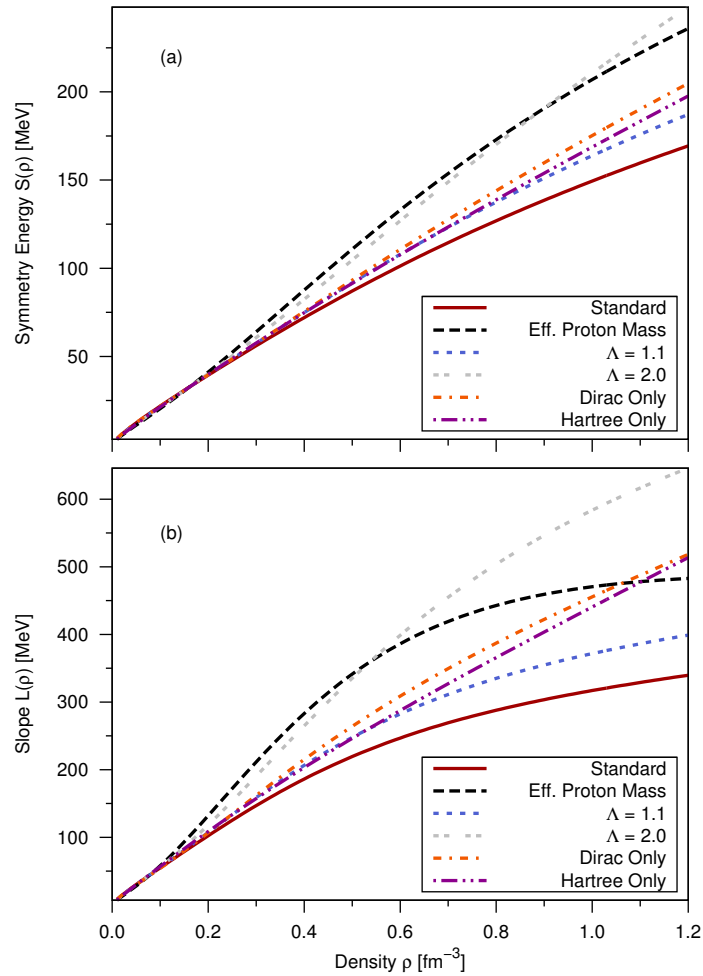 (a)
Symmetry Energy S(ρ) [MeV]
200
150
100
50
Standard
Eff. Proton Mass
Λ = 1.1
Λ = 2.0
Dirac Only
Hartree Only
(b)
Slope L(ρ) [MeV]
600
500
400
300
200
100
Standard
Eff. Proton Mass
Λ = 1.1
Λ = 2.0
Dirac Only
Hartree Only
0.0 0.2 0.4 0.6 0.8 1.0 1.2
Density ρ [fm⁻³]